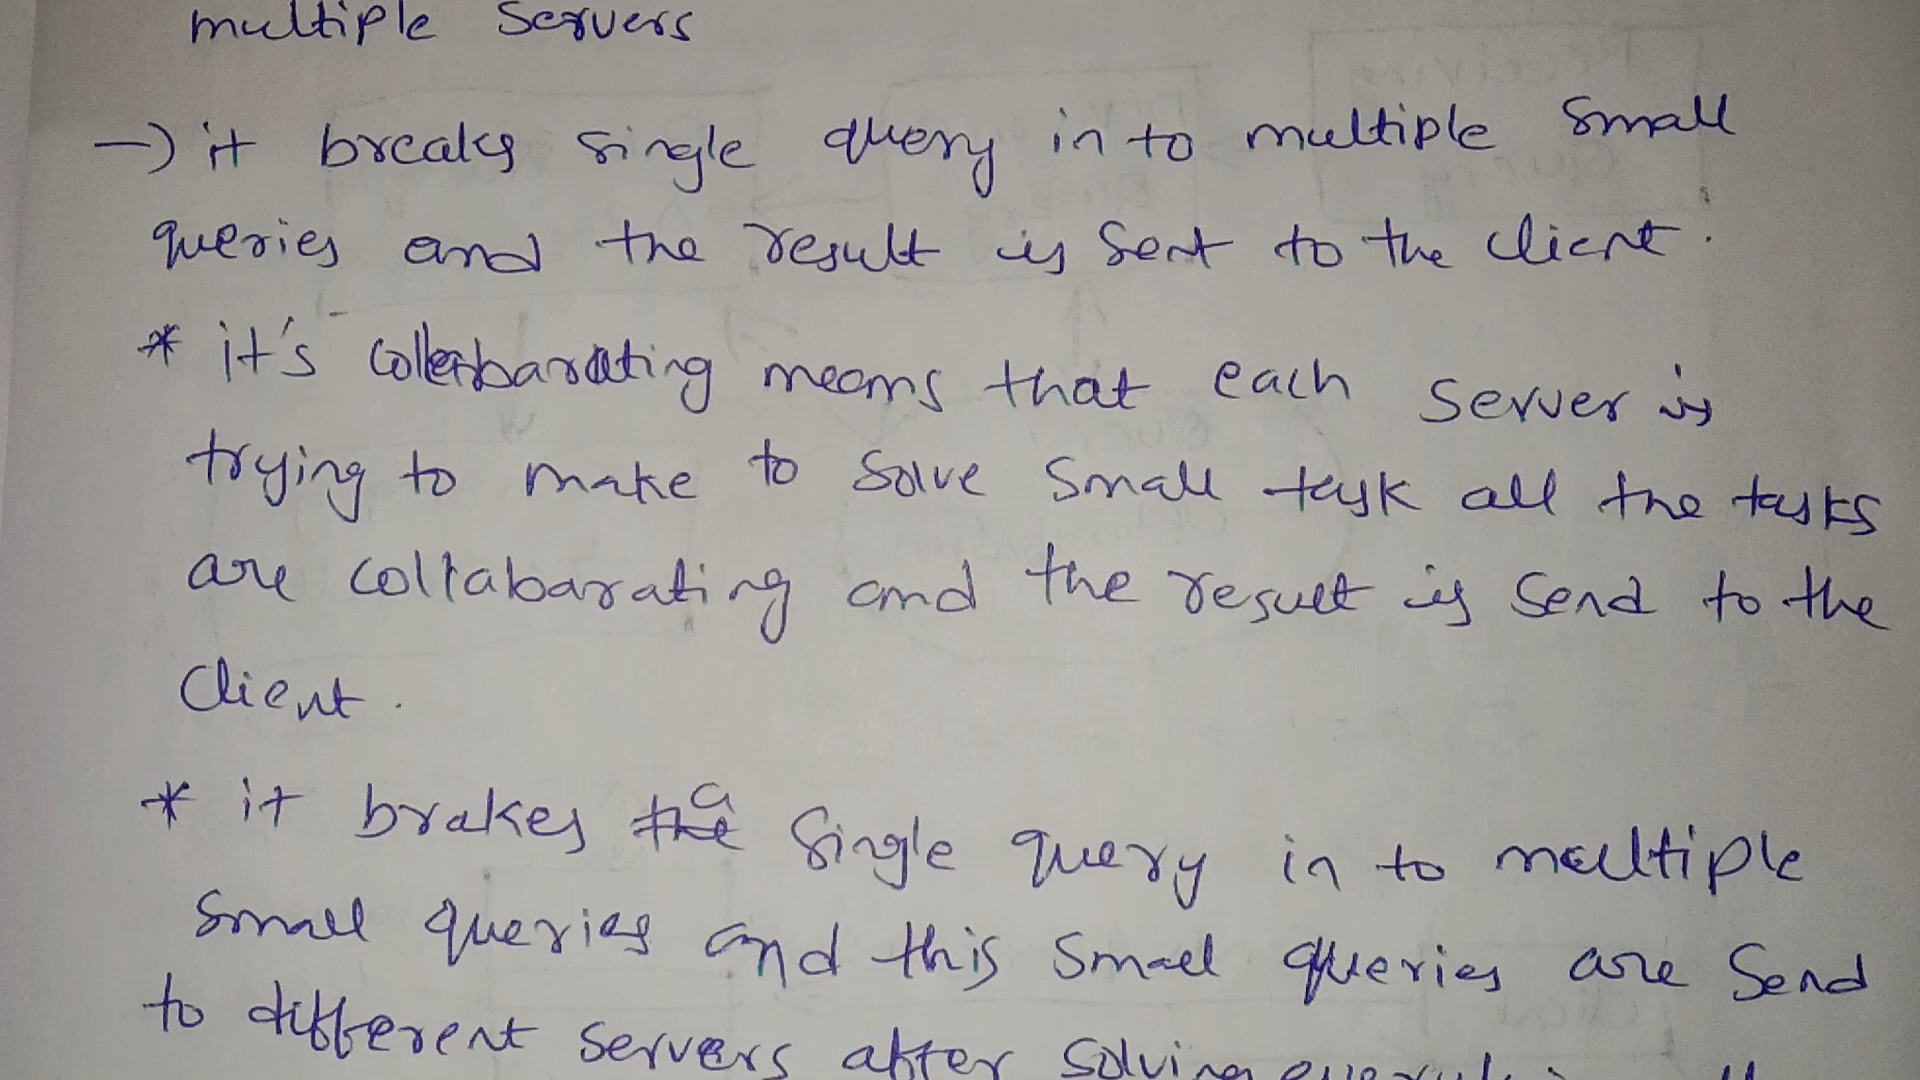 multiple servers
-> it breaks single query in to multiple small
queries and the result is sent to the client.
* it's collabarating means that each server is
trying to make to solve small task all the tasks
are collabarating and the result is send to the
client.
* it brakes a single query in to multiple
small queries and this small queries are send
to different servers after solving